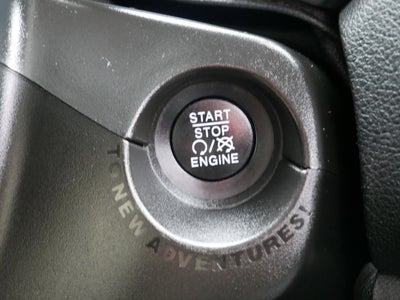 START
STOP
ENGINE
TO NEW ADVENTURES!